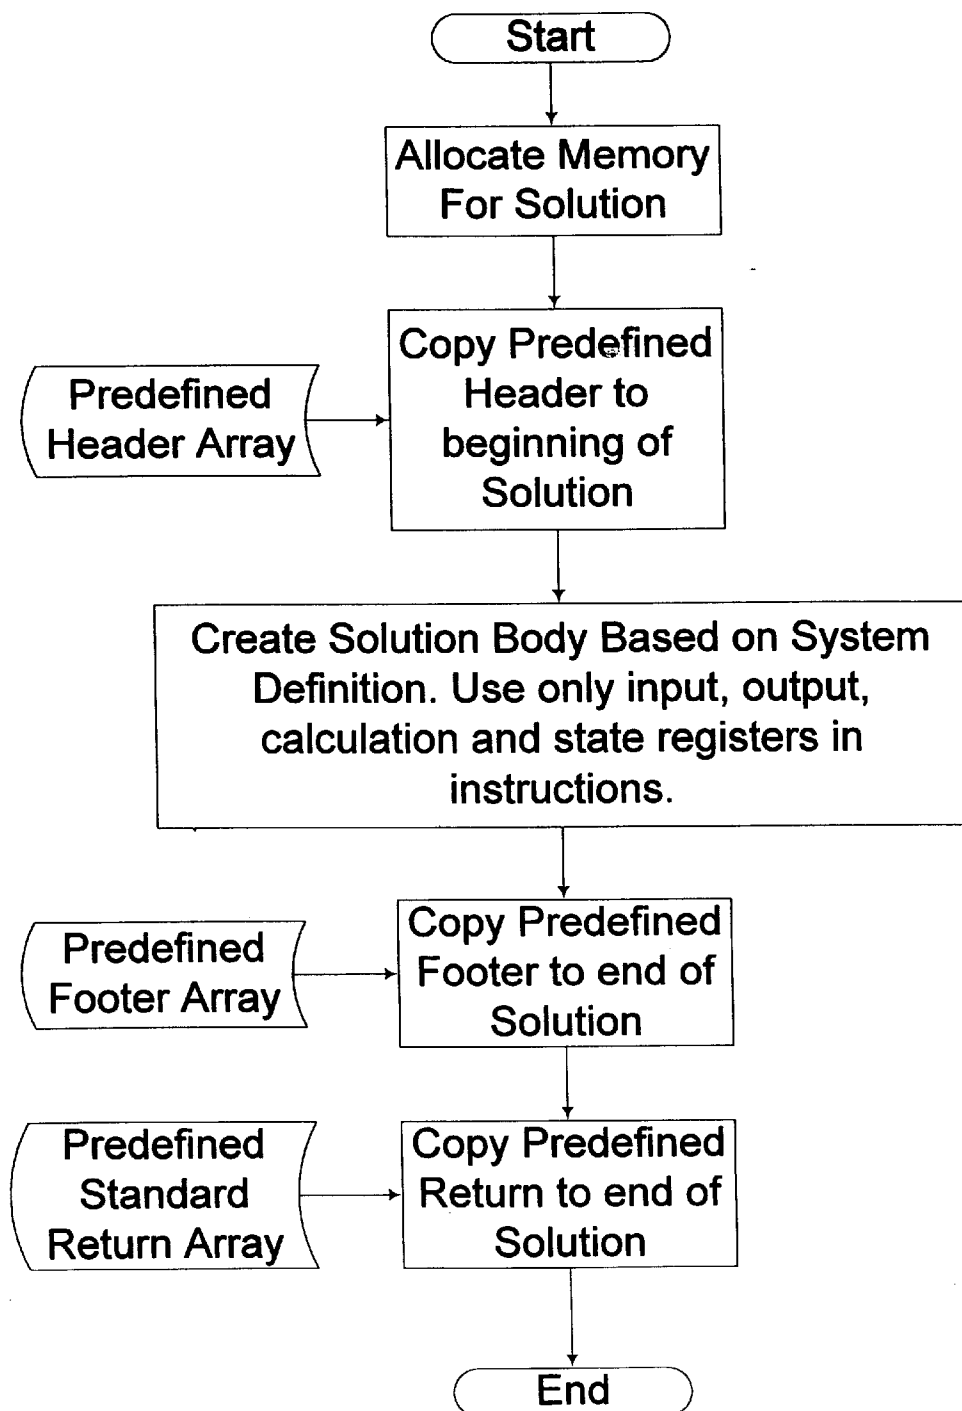 Start
Allocate Memory
For Solution
Copy Predefined
Header to
beginning of
Solution
Predefined
Header Array
Create Solution Body Based on System
Definition. Use only input, output,
calculation and state registers in
instructions.
Copy Predefined
Footer to end of
Solution
Predefined
Footer Array
Copy Predefined
Return to end of
Solution
Predefined
Standard
Return Array
End